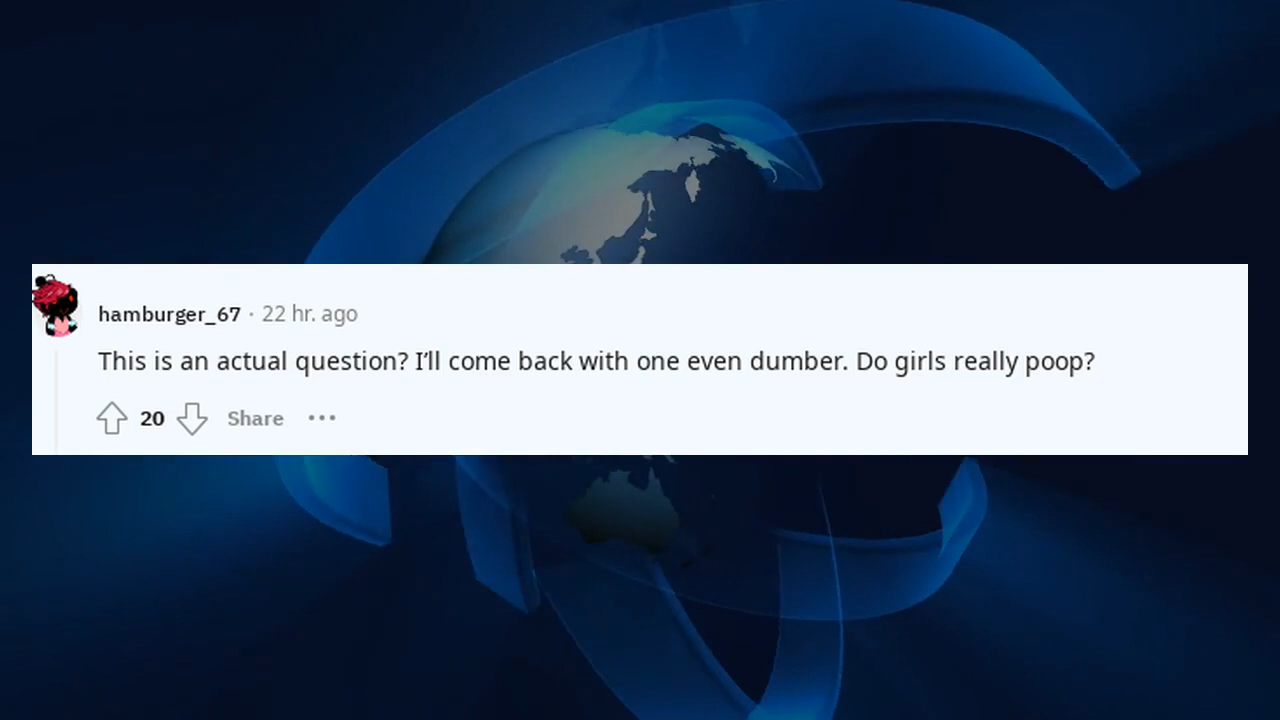 hamburger_67 · 22 hr. ago
This is an actual question? I’ll come back with one even dumber. Do girls really poop?
20 Share